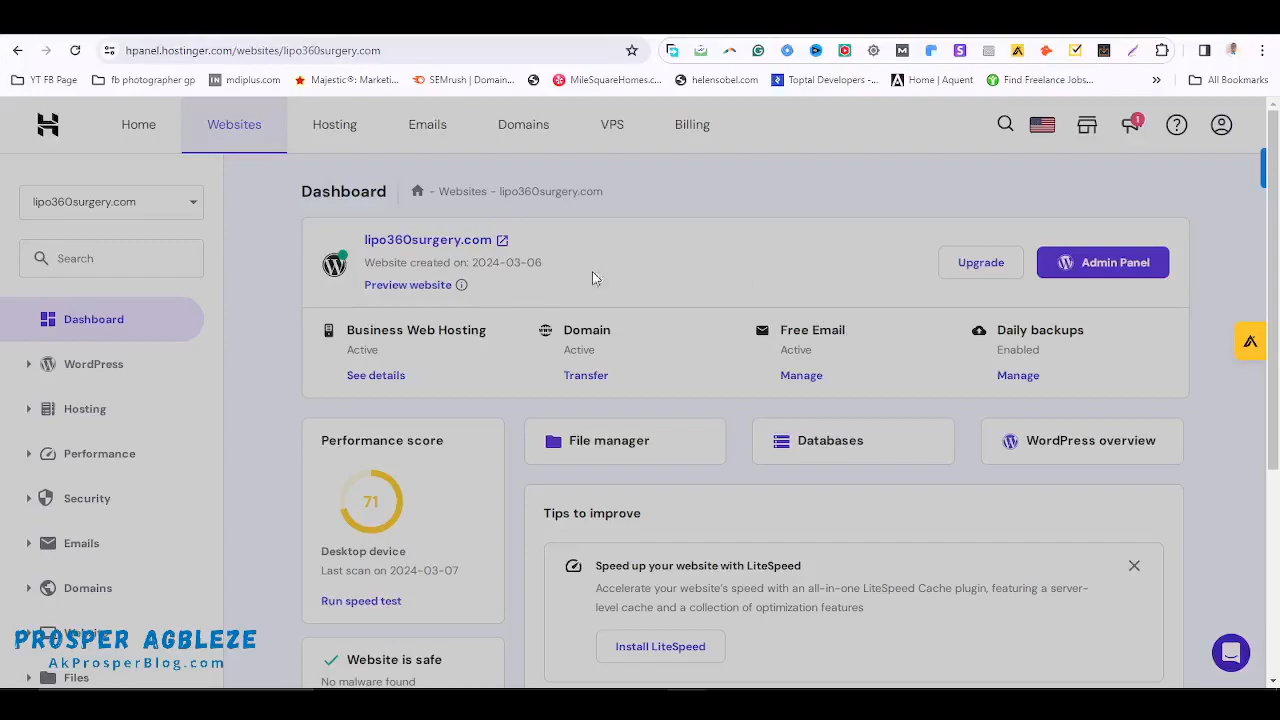 hpanel.hostinger.com/websites/lipo360surgery.com
YT FB Page
fb photographer gp
mdiplus.com
Majestic®: Marketi...
SEMrush | Domain...
MileSquareHomes.c...
helensobel.com
Toptal Developers -...
Home | Aquent
Find Freelance Jobs...
All Bookmarks
Home
Websites
Hosting
Emails
Domains
VPS
Billing
1
lipo360surgery.com
Search
Dashboard
WordPress
Hosting
Performance
Security
Emails
Domains
Files
PROSPER AGBLEZE
AkProsperBlog.com
Dashboard
- Websites - lipo360surgery.com
lipo360surgery.com
Website created on: 2024-03-06
Preview website
Upgrade
Admin Panel
Business Web Hosting
Active
See details
Domain
Active
Transfer
Free Email
Active
Manage
Daily backups
Enabled
Manage
Performance score
71
Desktop device
Last scan on 2024-03-07
Run speed test
Website is safe
No malware found
File manager
Databases
WordPress overview
Tips to improve
Speed up your website with LiteSpeed
Accelerate your website's speed with an all-in-one LiteSpeed Cache plugin, featuring a server-
level cache and a collection of optimization features
Install LiteSpeed